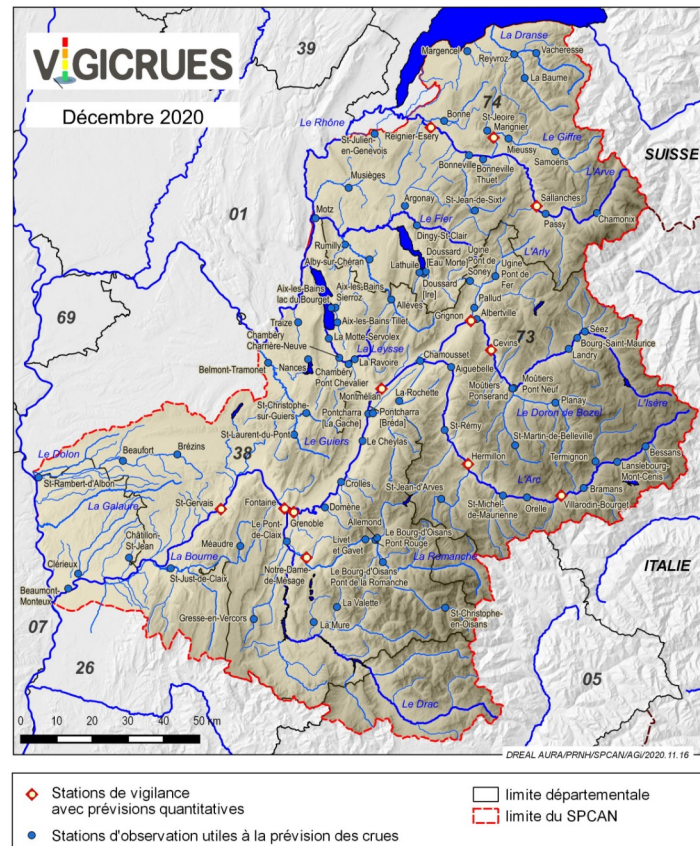 VIGICRUES
Décembre 2020
39
La Dranse
Margencel
Reyvroz
Vacheresse
La Baume
74
Le Rhône
Bonne
St-Jeoire
Reignier-Esery
Marignier
St-Julien-
en-Genevois
Mieussy
Le Giffre
Samoëns
SUISSE
Bonneville
Bonneville
Thuet
L'Arve
Musièges
Sallanches
01
Argonay
St-Jean-de-Sixt
Passy
Chamonix
Motz
Le Fier
Dingy-St-Clair
Rumilly
L'Arly
Doussard
[Eau Morte]
Ugine
Pont de
Soney
Alby-sur-Chéran
Lathuile
Ugine
Pont de
Fer
Doussard
[Ire]
Aix-les-Bains
lac du Bourget
Aix-les-Bains
Sierroz
Allèves
Pallud
Grignon
Albertville
69
Traize
Aix-les-Bains Tillet
73
Séez
La Motte-Servolex
Cevins
Bourg-Saint-Maurice
Chambéry
Charrière-Neuve
La Leysse
Landry
La Ravoire
Chamousset
Belmont-Tramonet
Nances
Chambéry
Pont Chevalier
Aiguebelle
Moûtiers
Pont Neuf
Montmélian
Moûtiers
Ponserand
La Rochette
Planay
L'Isère
St-Christophe-
sur-Guiers
Pontcharra
[La Gache]
Pontcharra
[Bréda]
Le Doron de Bozel
St-Laurent-du-Pont
St-Rémy
St-Martin-de-Belleville
Le Guiers
Le Cheylas
38
Bessans
Termignon
Le Dolon
Beaufort
Brézins
Hermillon
Lanslebourg-
Mont-Cenis
St-Rambert-d'Albon
Crolles
L'Arc
St-Jean-d'Arves
Bramans
La Galaure
St-Gervais
Fontaine
Domène
St-Michel-
de-Maurienne
Orelle
Villarodin-Bourget
Grenoble
Allemond
Le Pont-
de-Claix
Châtillon-
St-Jean
Livet
et Gavet
Le Bourg-d'Oisans
Pont Rouge
Méaudre
La Bourne
La Romanche
Clérieux
Notre-Dame-
de-Mésage
Le Bourg-d'Oisans
Pont de la Romanche
ITALIE
St-Just-de-Claix
Beaumont-
Monteux
La Valette
St-Christophe-
en-Oisans
Gresse-en-Vercors
La Mure
07
26
05
Le Drac
0 10 20 30 40 50 km
DREAL AURA/PRNH/SPCAN/AGi/2020.11.16
Stations de vigilance
avec prévisions quantitatives
limite départementale
limite du SPCAN
Stations d'observation utiles à la prévision des crues